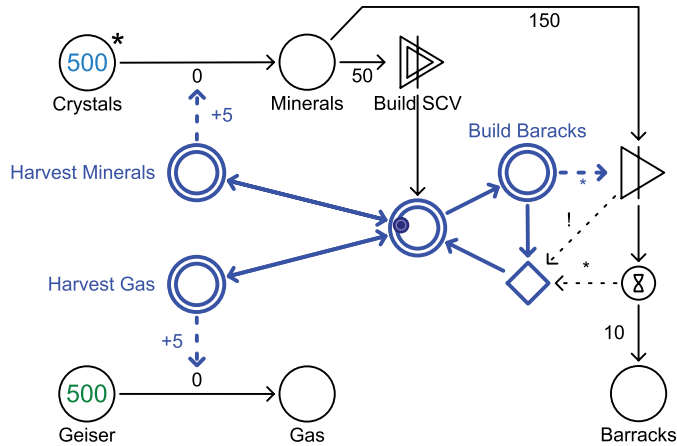 150
500 *
0
50
Crystals
Minerals
Build SCV
+5
Build Baracks
Harvest Minerals
*
!
*
Harvest Gas
+5
10
0
500
Geiser
Gas
Barracks